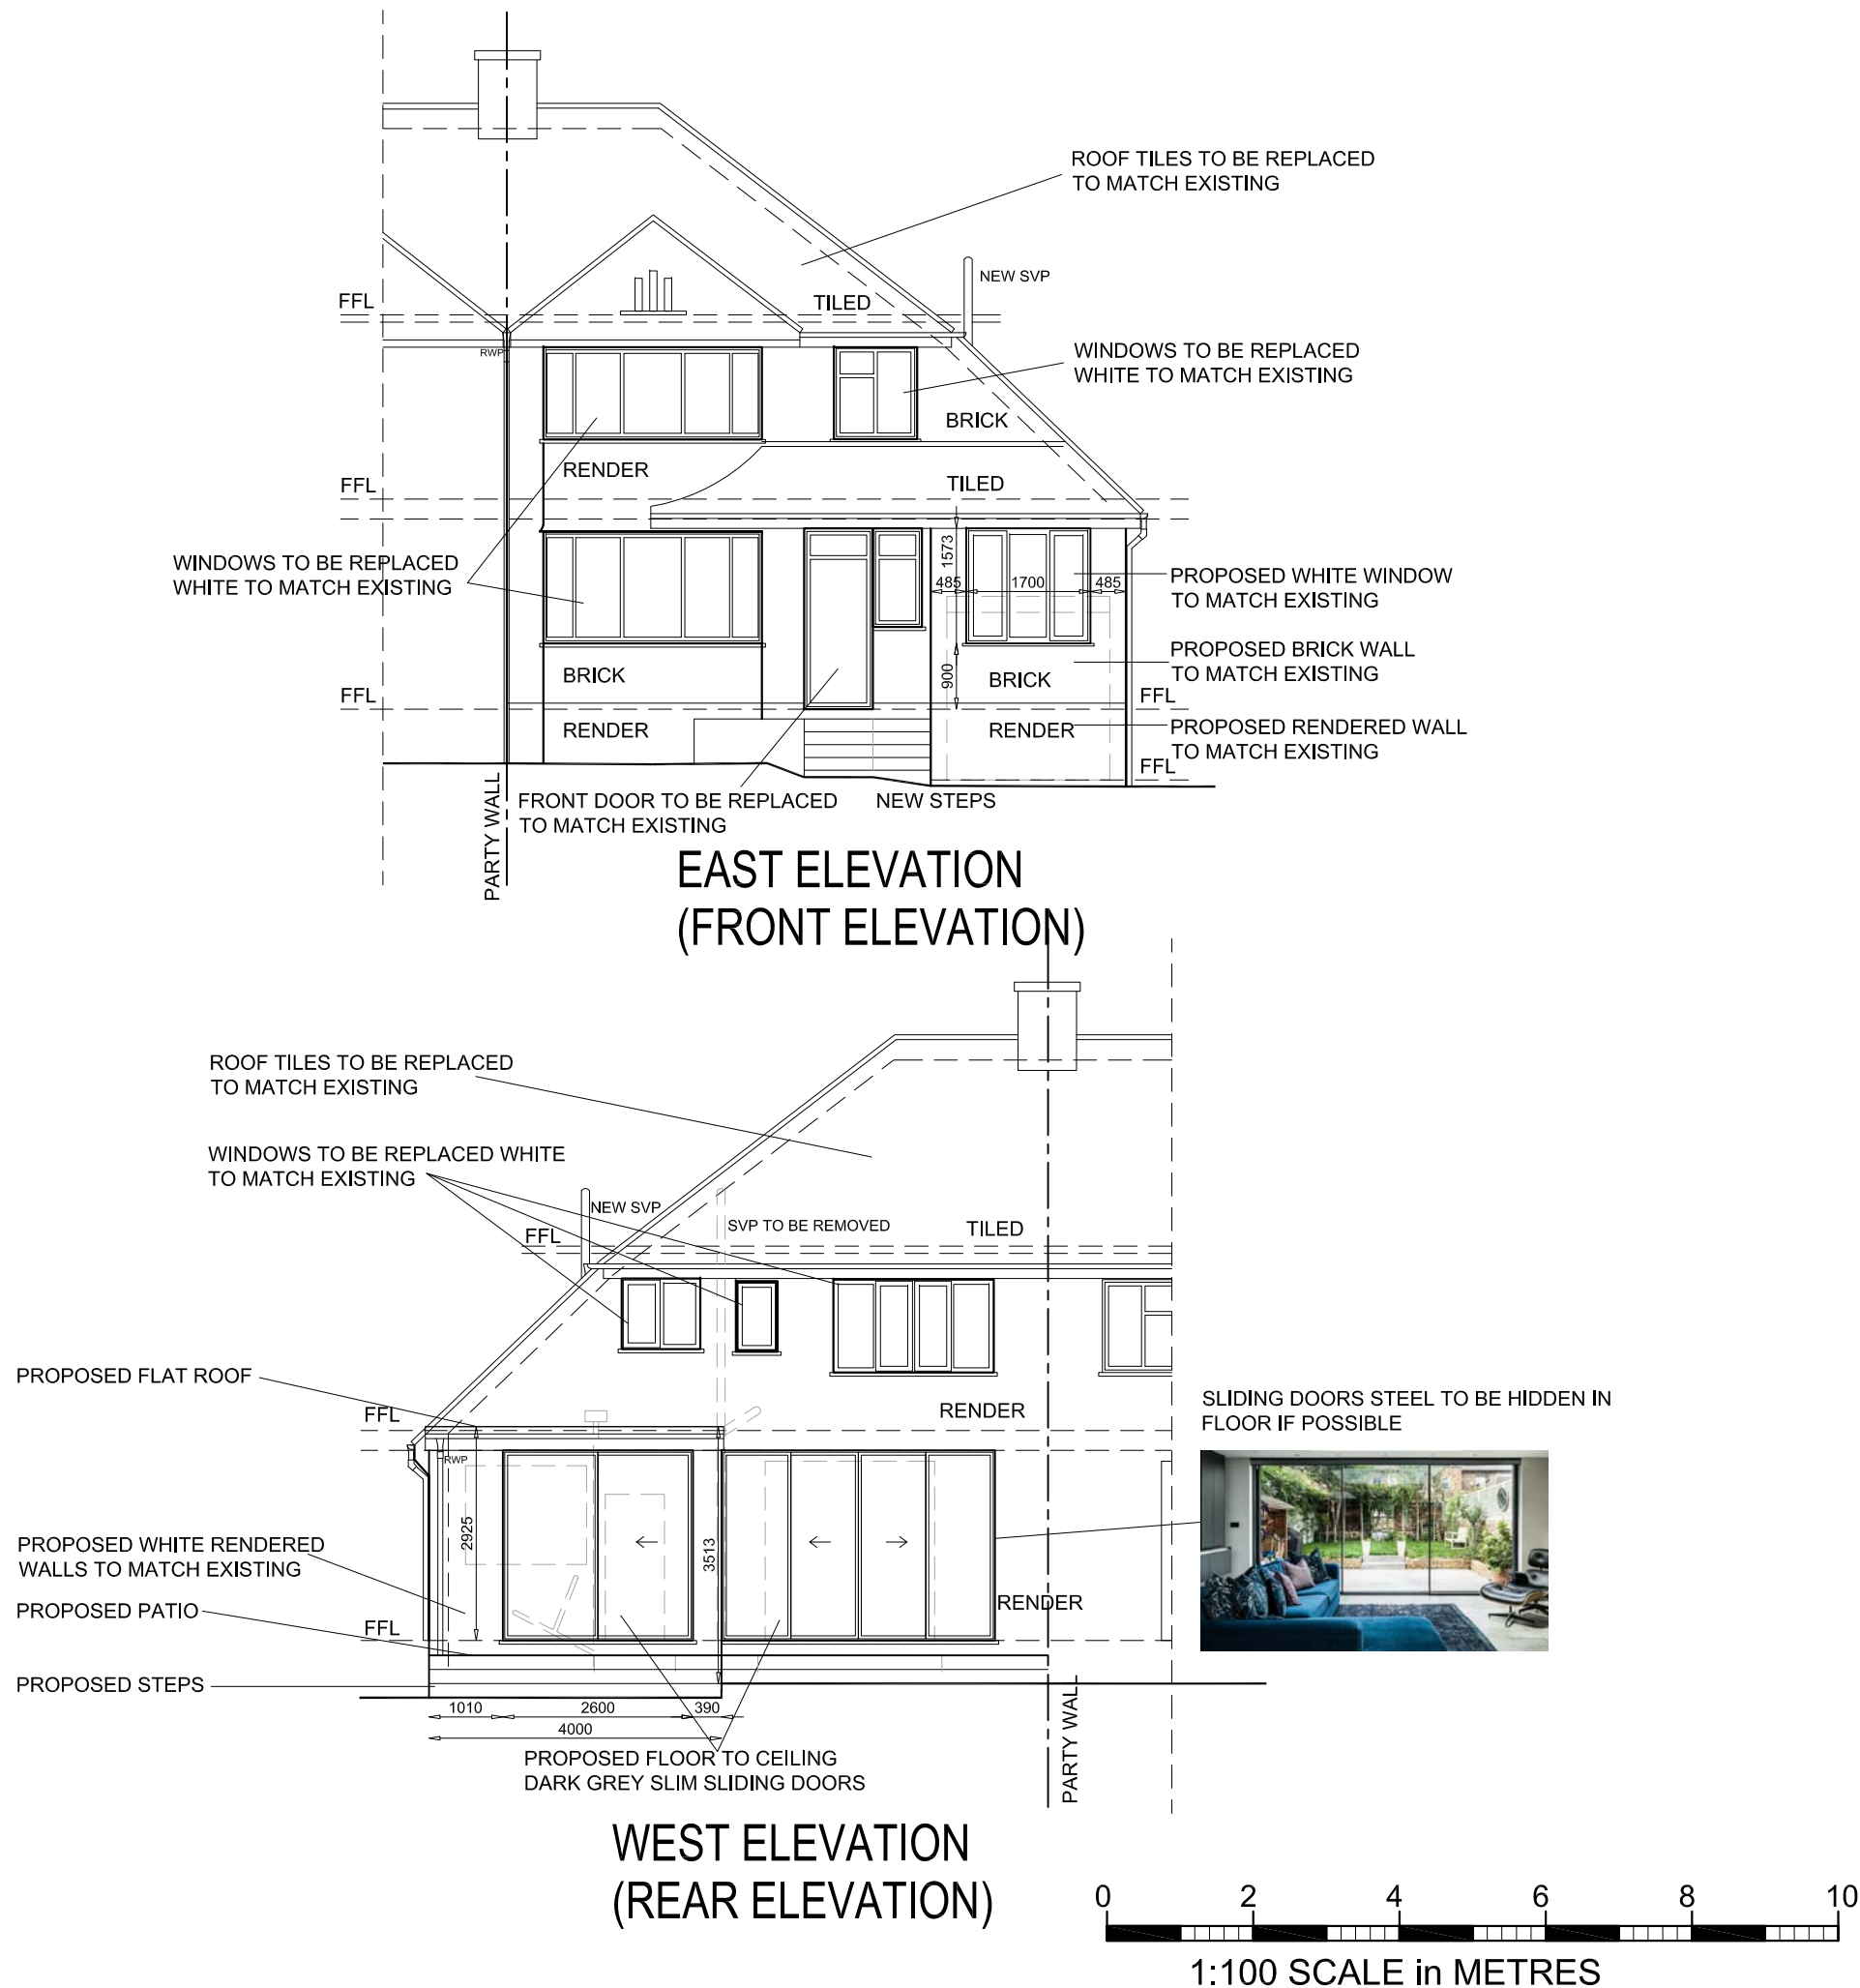 ROOF TILES TO BE REPLACED
TO MATCH EXISTING
NEW SVP
FFL
TILED
RWP
WINDOWS TO BE REPLACED
WHITE TO MATCH EXISTING
BRICK
RENDER
FFL
TILED
WINDOWS TO BE REPLACED
WHITE TO MATCH EXISTING
1573
485
1700
485
PROPOSED WHITE WINDOW
TO MATCH EXISTING
PROPOSED BRICK WALL
TO MATCH EXISTING
BRICK
900
BRICK
FFL
FFL
RENDER
RENDER
PROPOSED RENDERED WALL
TO MATCH EXISTING
FFL
PARTY WALL
FRONT DOOR TO BE REPLACED
TO MATCH EXISTING
NEW STEPS
EAST ELEVATION
(FRONT ELEVATION)
ROOF TILES TO BE REPLACED
TO MATCH EXISTING
WINDOWS TO BE REPLACED WHITE
TO MATCH EXISTING
NEW SVP
SVP TO BE REMOVED
FFL
TILED
PROPOSED FLAT ROOF
FFL
RENDER
SLIDING DOORS STEEL TO BE HIDDEN IN
FLOOR IF POSSIBLE
RWP
2925
3513
PROPOSED WHITE RENDERED
WALLS TO MATCH EXISTING
PROPOSED PATIO
FFL
RENDER
PROPOSED STEPS
1010
2600
390
4000
PARTY WALL
PROPOSED FLOOR TO CEILING
DARK GREY SLIM SLIDING DOORS
WEST ELEVATION
(REAR ELEVATION)
0 2 4 6 8 10
1:100 SCALE in METRES